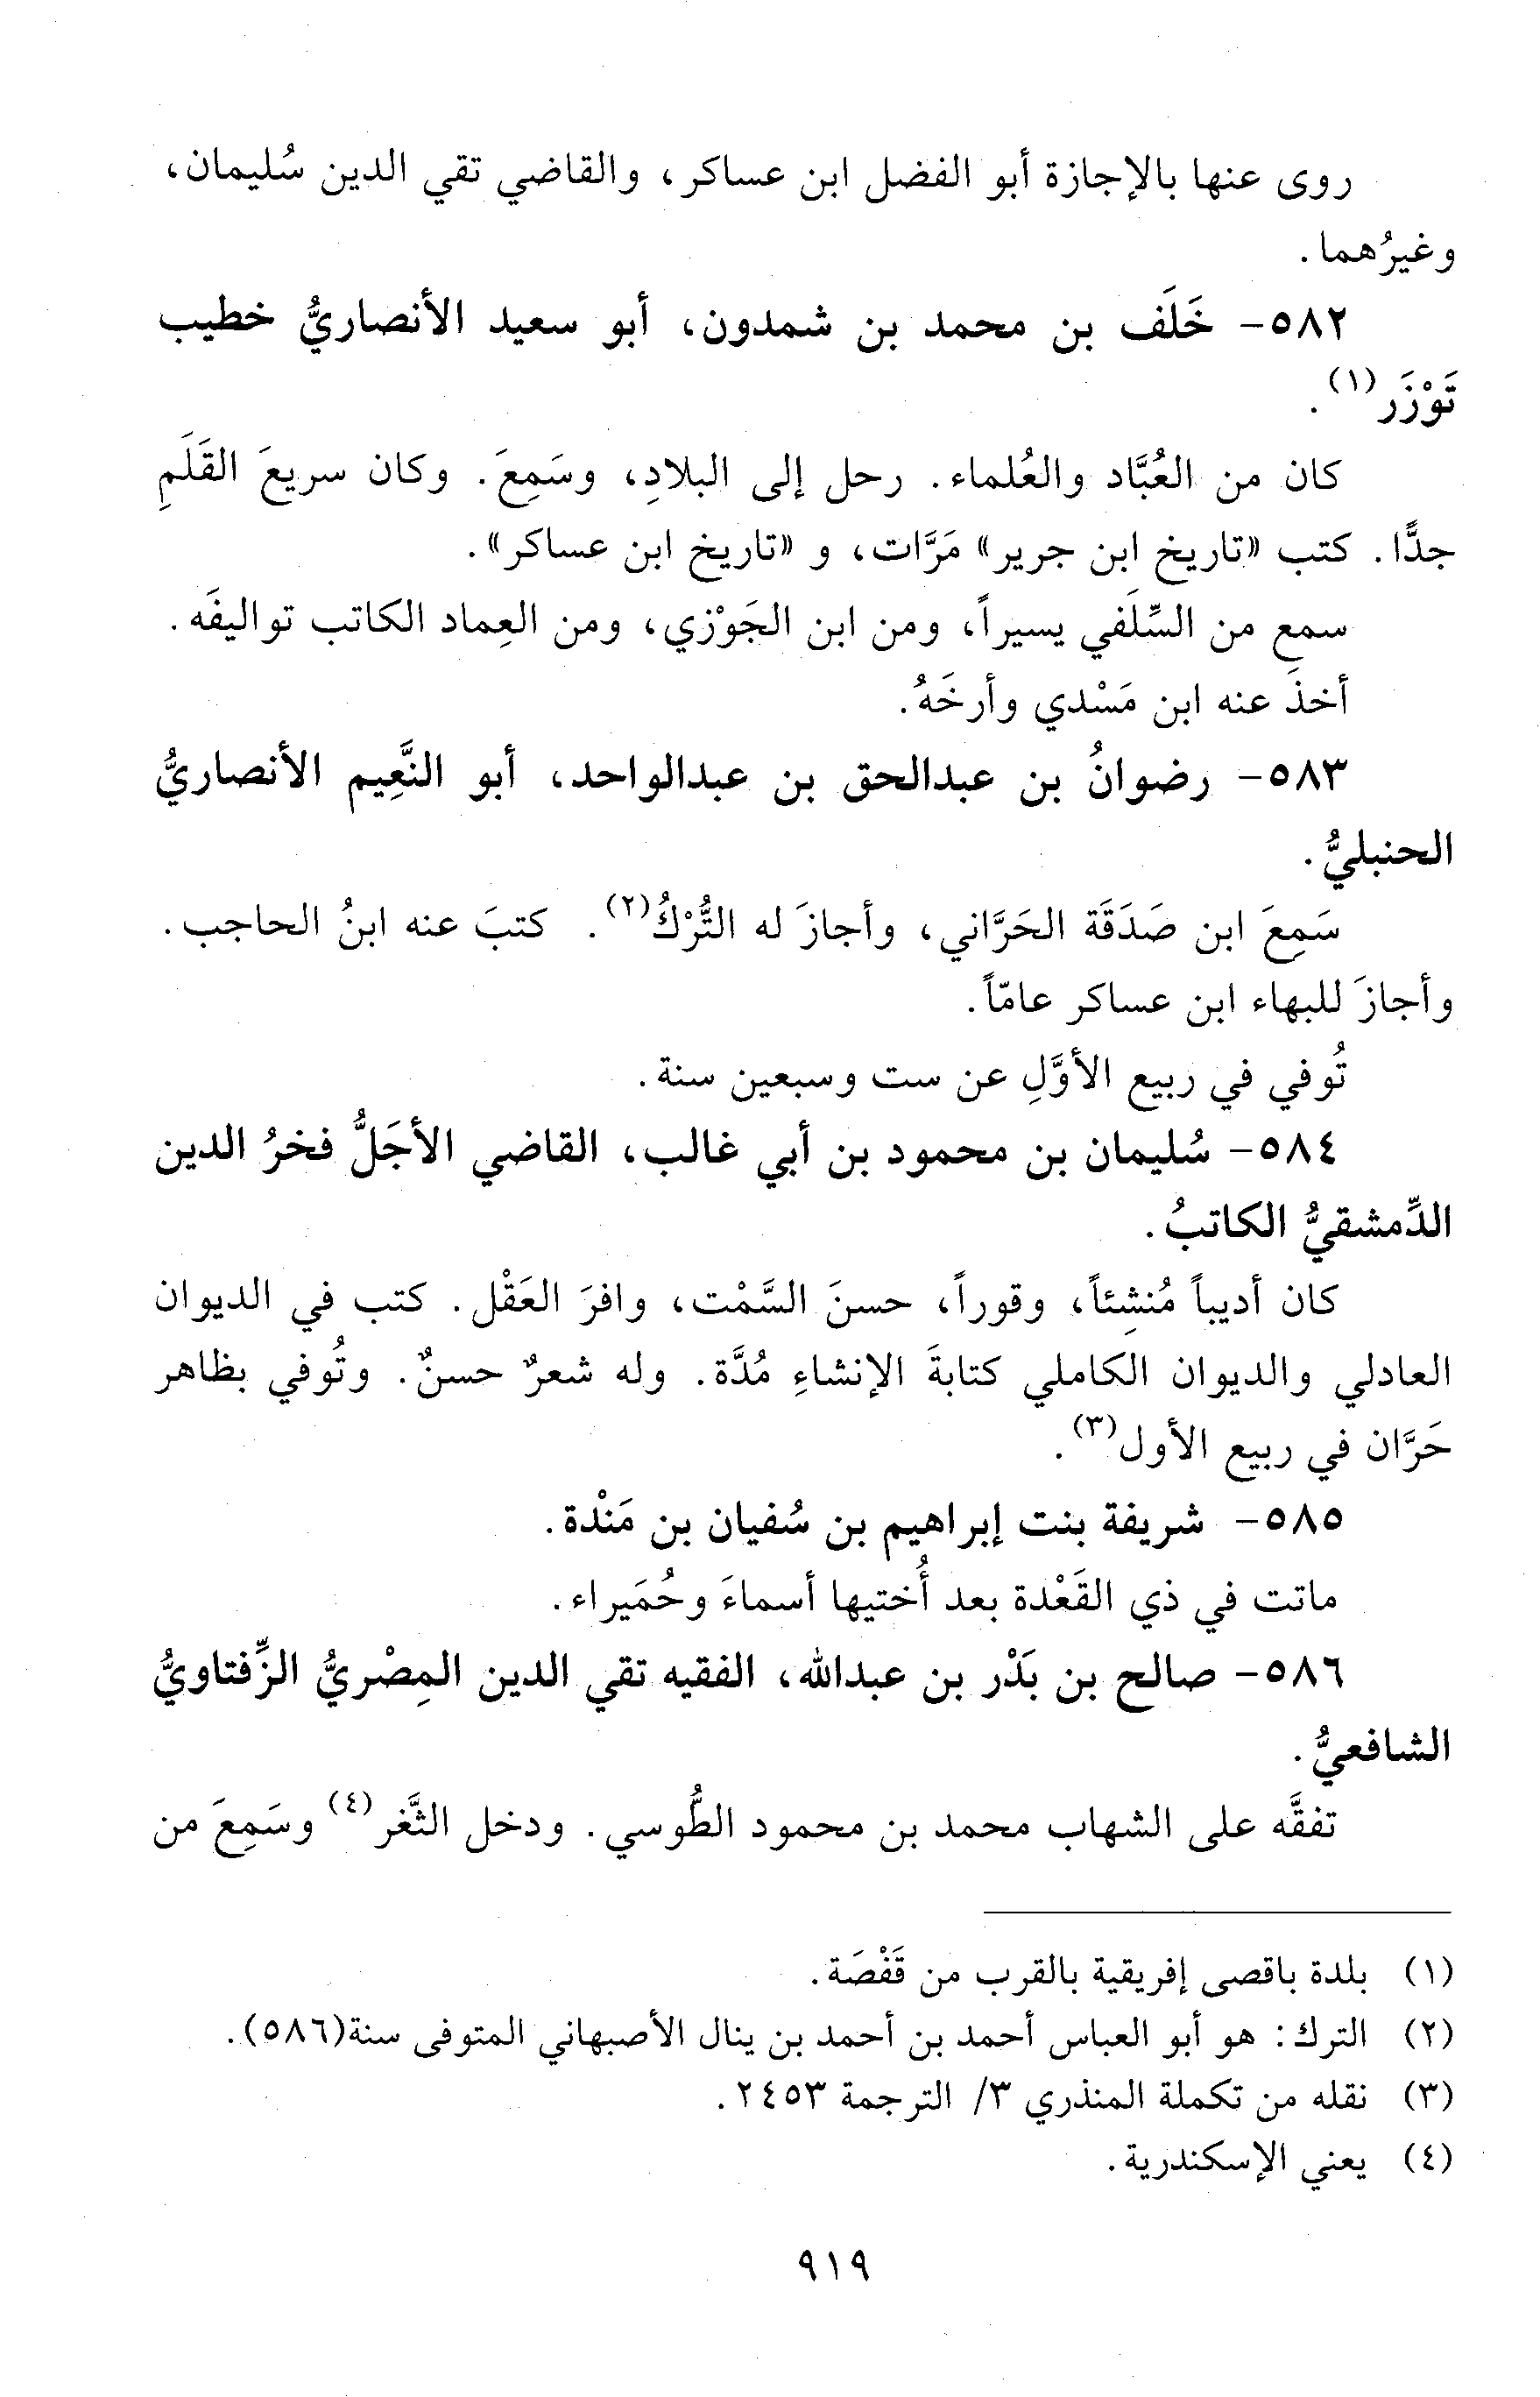 روى عنها بالإجازة أبو الفضل ابن عساكر، والقاضي تقي الدين سُليمان،
وغيرُهما.
٥٨٢- خَلَف بن محمد بن شمدون، أبو سعيد الأنصاريُّ خطيب
تَوْزَر(١).
كان من العُبَّاد والعُلماء. رحل إلى البلادِ، وسَمِعَ. وكان سريعَ القَلَمِ
جدًّا. كتب «تاريخ ابن جرير» مَرَّات، و «تاريخ ابن عساكر».
سمع من السِّلَفي يسيراً، ومن ابن الجَوْزي، ومن العِماد الكاتب تواليفَه.
أخذَ عنه ابن مَسْدي وأرخَهُ.
٥٨٣- رضوانُ بن عبدالحق بن عبدالواحد، أبو النَّعِيم الأنصاريُّ
الحنبليُّ.
سَمِعَ ابن صَدَقَة الحَرَّاني، وأجازَ له التُّرْكُ(٢). كتبَ عنه ابنُ الحاجب.
وأجازَ للبهاء ابن عساكر عامّاً.
تُوفي في ربيع الأوَّلِ عن ست وسبعين سنة.
٥٨٤- سُليمان بن محمود بن أبي غالب، القاضي الأجَلُّ فخرُ الدين
الدِّمشقيُّ الكاتبُ.
كان أديباً مُنشِئاً، وقوراً، حسنَ السَّمْت، وافرَ العَقْل. كتب في الديوان
العادلي والديوان الكاملي كتابةَ الإنشاءِ مُدَّة. وله شعرٌ حسنٌ. وتُوفي بظاهر
حَرَّان في ربيع الأول(٣).
٥٨٥- شريفة بنت إبراهيم بن سُفيان بن مَنْدة.
ماتت في ذي القَعْدة بعد أُختيها أسماءَ وحُمَيراء.
٥٨٦- صالح بن بَدْر بن عبدالله، الفقيه تقي الدين المِصْريُّ الزِّفتاويُّ
الشافعيُّ.
تفقَّه على الشهاب محمد بن محمود الطُّوسي. ودخل الثَّغر(٤) وسَمِعَ من
(١) بلدة باقصى إفريقية بالقرب من قَفْصَة.
(٢) الترك: هو أبو العباس أحمد بن أحمد بن ينال الأصبهاني المتوفى سنة(٥٨٦).
(٣) نقله من تكملة المنذري ٣/ الترجمة ٢٤٥٣.
(٤) يعني الإسكندرية.
٩١٩